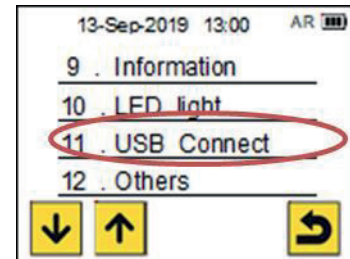 13-Sep-2019 13:00 AR
9 . Information
10 . LED light
11 . USB Connect
12 . Others